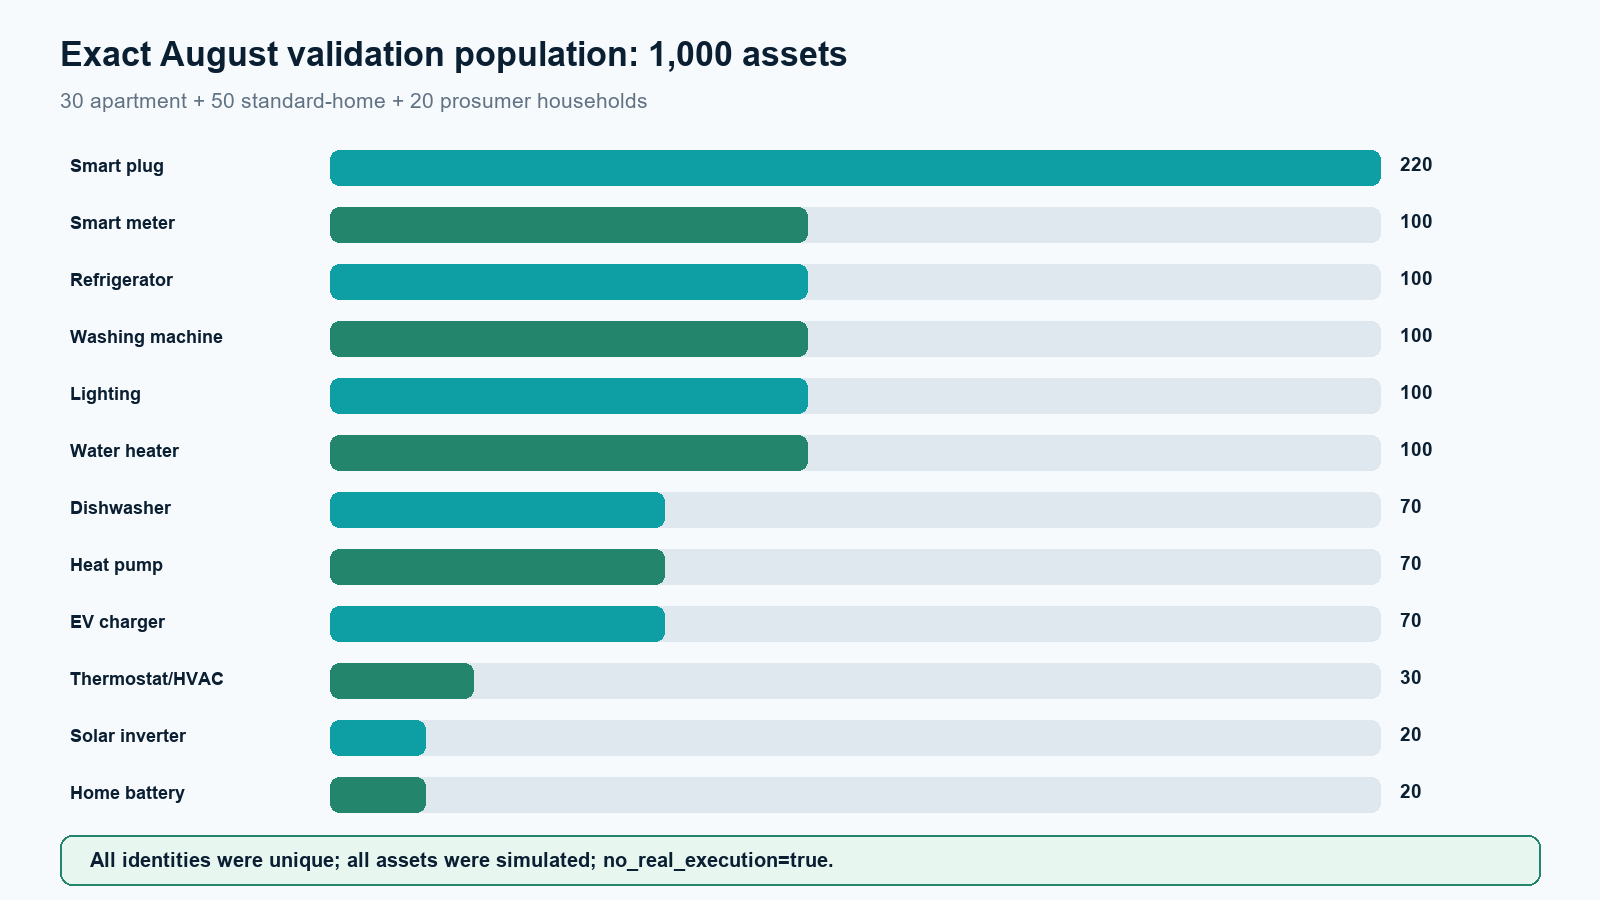 Exact August validation population: 1,000 assets
30 apartment + 50 standard-home + 20 prosumer households
Smart plug 220
Smart meter 100
Refrigerator 100
Washing machine 100
Lighting 100
Water heater 100
Dishwasher 70
Heat pump 70
EV charger 70
Thermostat/HVAC 30
Solar inverter 20
Home battery 20
All identities were unique; all assets were simulated; no_real_execution=true.